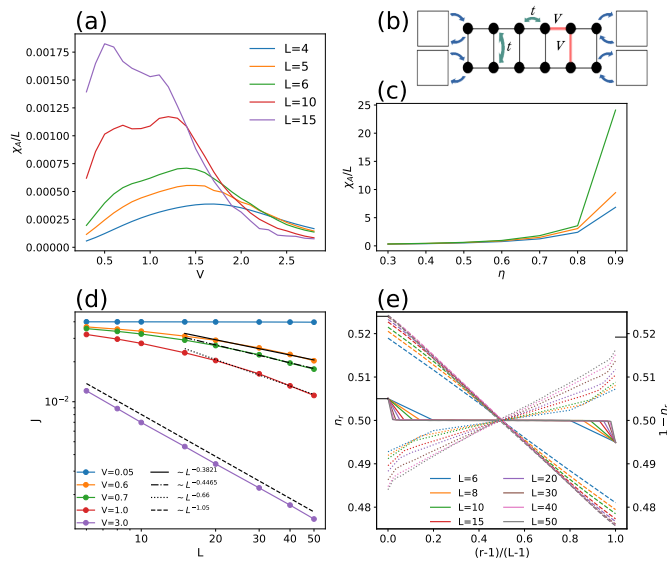 (a)
0.00175
0.00150
0.00125
0.00100
0.00075
0.00050
0.00025
0.00000
χ_A/L
0.5 1.0 1.5 2.0 2.5
V
L=4
L=5
L=6
L=10
L=15
(b)
t
V
t
V
(c)
25
20
15
10
5
0
χ_A/L
0.3 0.4 0.5 0.6 0.7 0.8 0.9
η
(d)
J
10^{-2}
V=0.05
V=0.6
V=0.7
V=1.0
V=3.0
~ L^{-0.3821}
~ L^{-0.4465}
~ L^{-0.66}
~ L^{-1.05}
10 20 30 40 50
L
(e)
0.52
0.51
0.50
0.49
0.48
n_r
L=6
L=8
L=10
L=15
L=20
L=30
L=40
L=50
0.0 0.2 0.4 0.6 0.8 1.0
(r-1)/(L-1)
0.52
0.51
0.50
0.49
0.48
1 − n_r